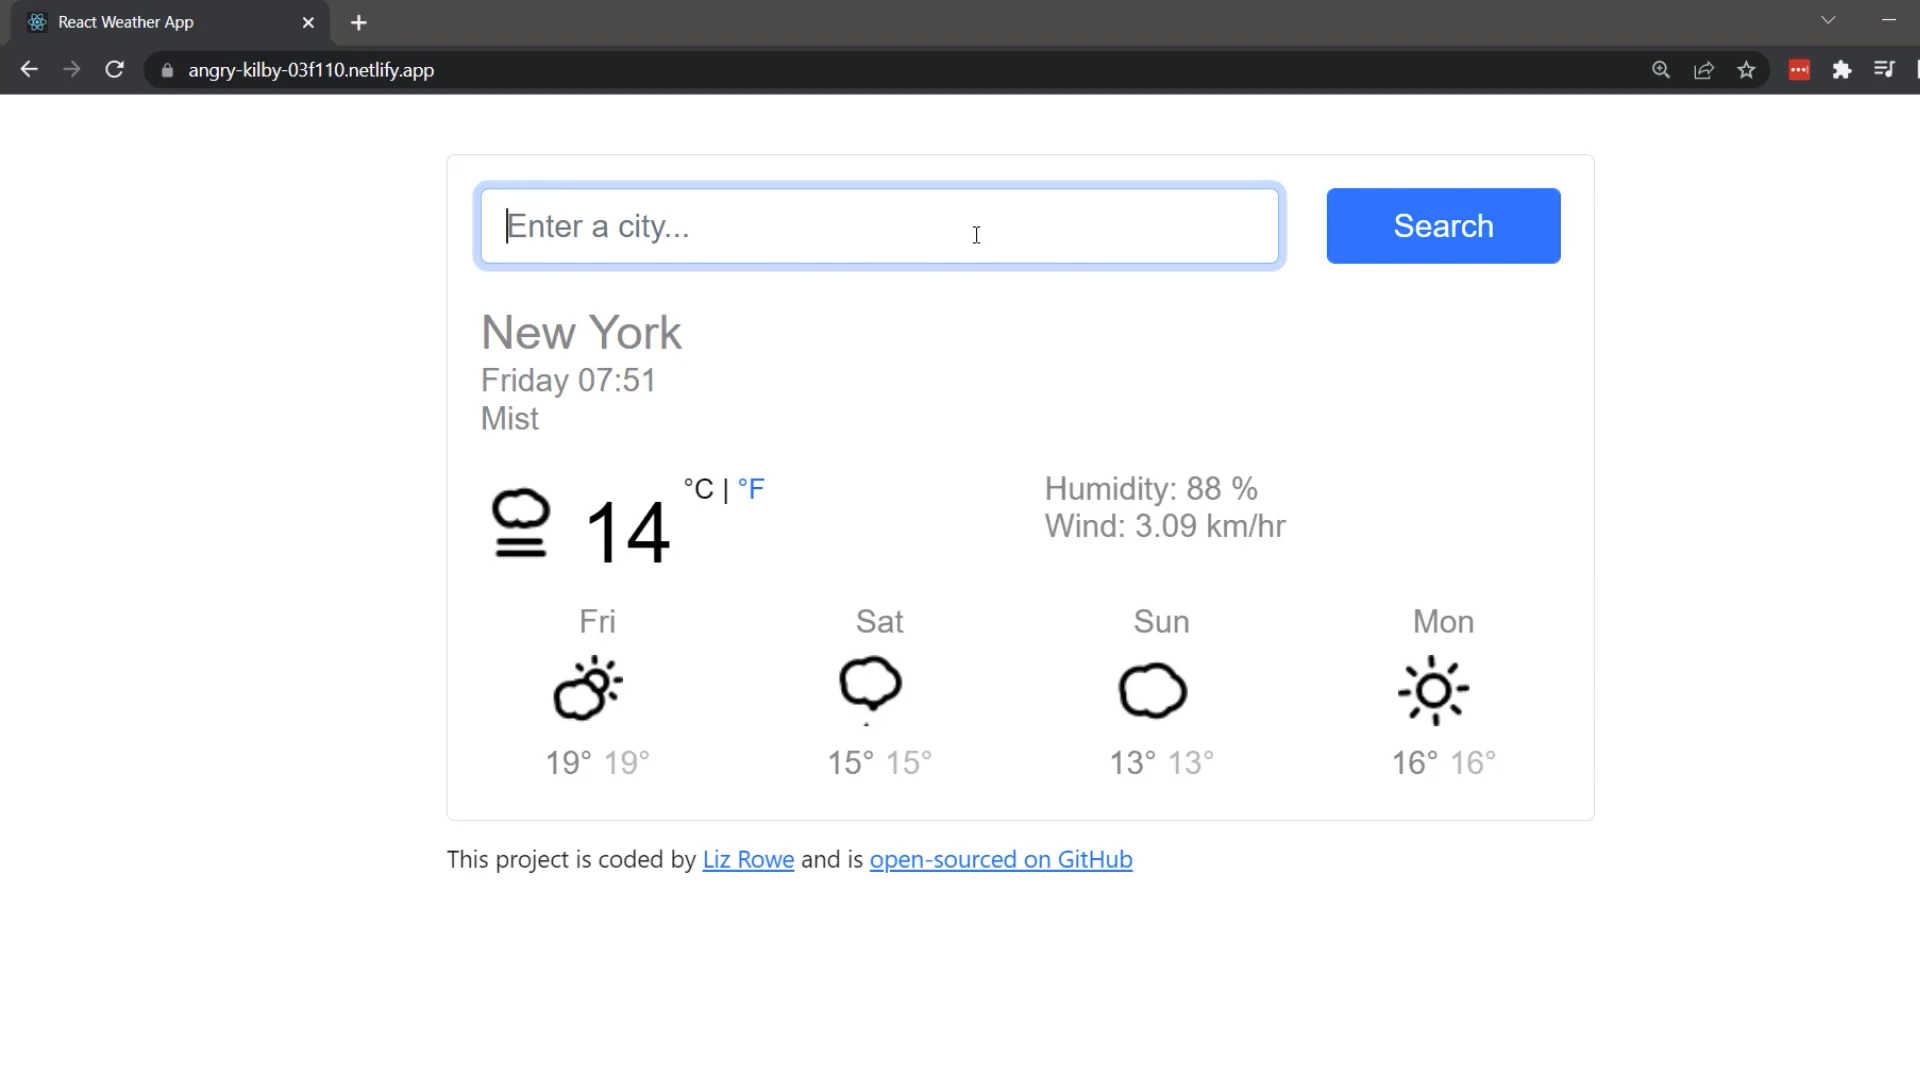 React Weather App
angry-kilby-03f110.netlify.app
Enter a city...
Search
New York
Friday 07:51
Mist
14 °C | °F
Humidity: 88 %
Wind: 3.09 km/hr
Fri Sat Sun Mon
19° 19° 15° 15° 13° 13° 16° 16°
This project is coded by Liz Rowe and is open-sourced on GitHub